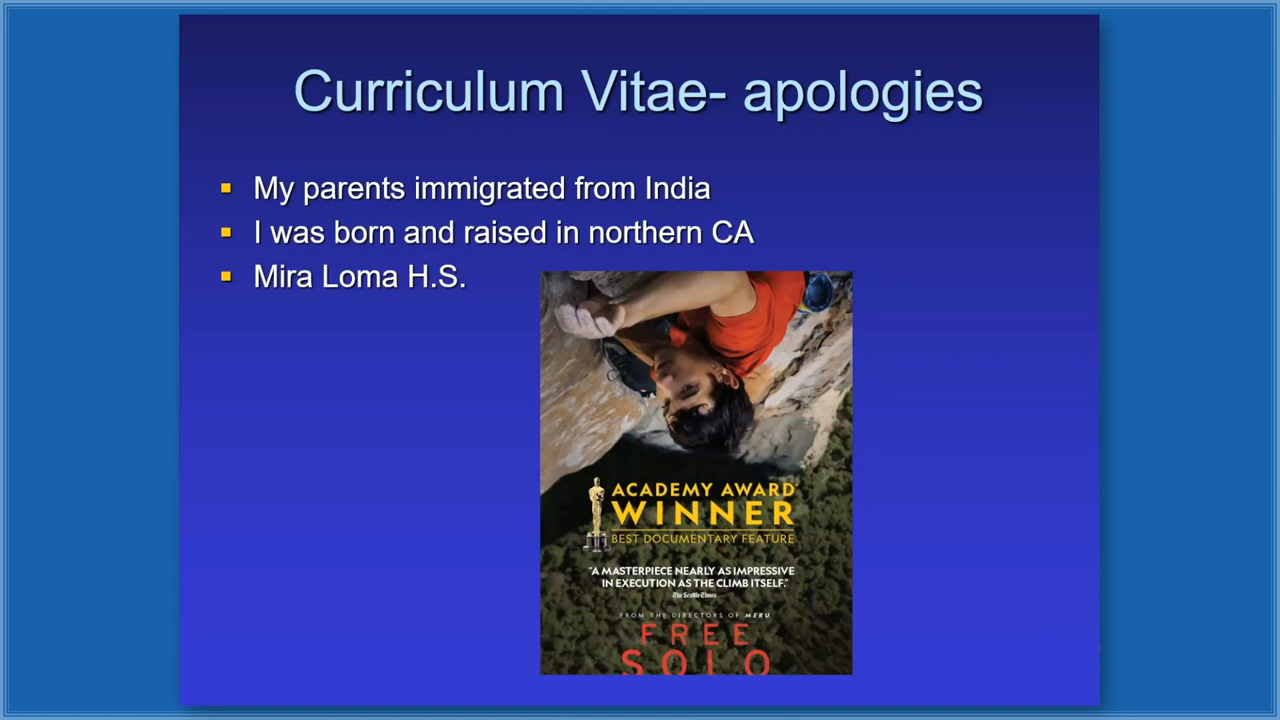 Curriculum Vitae- apologies
My parents immigrated from India
I was born and raised in northern CA
Mira Loma H.S.
ACADEMY AWARD
WINNER
BEST DOCUMENTARY FEATURE
"A MASTERPIECE NEARLY AS IMPRESSIVE
IN EXECUTION AS THE CLIMB ITSELF."
The Seattle Times
FROM THE DIRECTORS OF MERU
FREE
SOLO